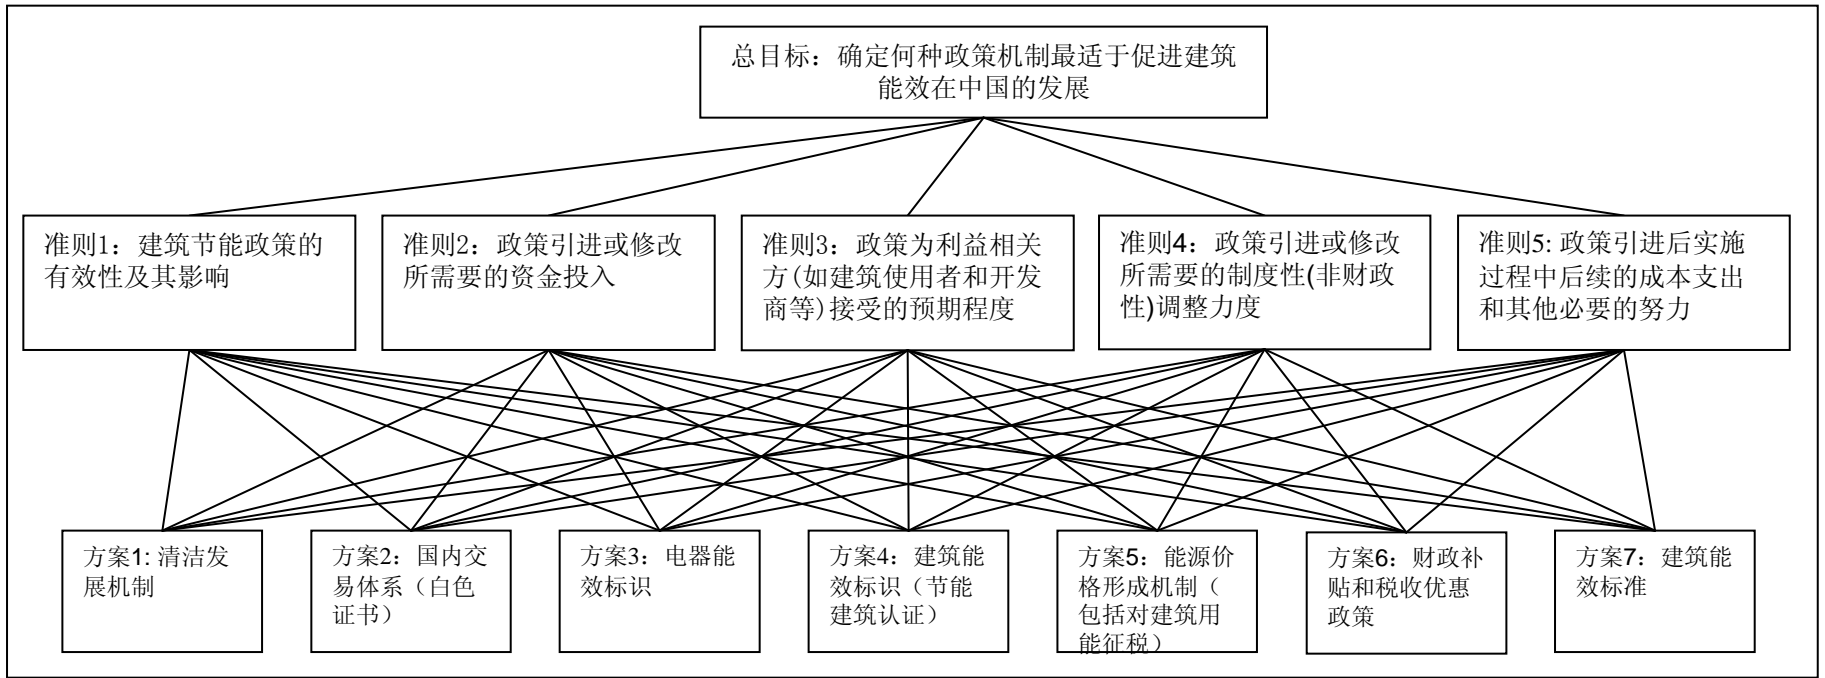 总目标：确定何种政策机制最适于促进建筑
能效在中国的发展
准则1：建筑节能政策的
有效性及其影响
准则2：政策引进或修改
所需要的资金投入
准则3：政策为利益相关
方(如建筑使用者和开发
商等)接受的预期程度
准则4：政策引进或修改
所需要的制度性(非财政
性)调整力度
准则5: 政策引进后实施
过程中后续的成本支出
和其他必要的努力
方案1: 清洁发
展机制
方案2：国内交
易体系（白色
证书）
方案3：电器能
效标识
方案4：建筑能
效标识（节能
建筑认证）
方案5：能源价
格形成机制（
包括对建筑用
能征税）
方案6：财政补
贴和税收优惠
政策
方案7：建筑能
效标准